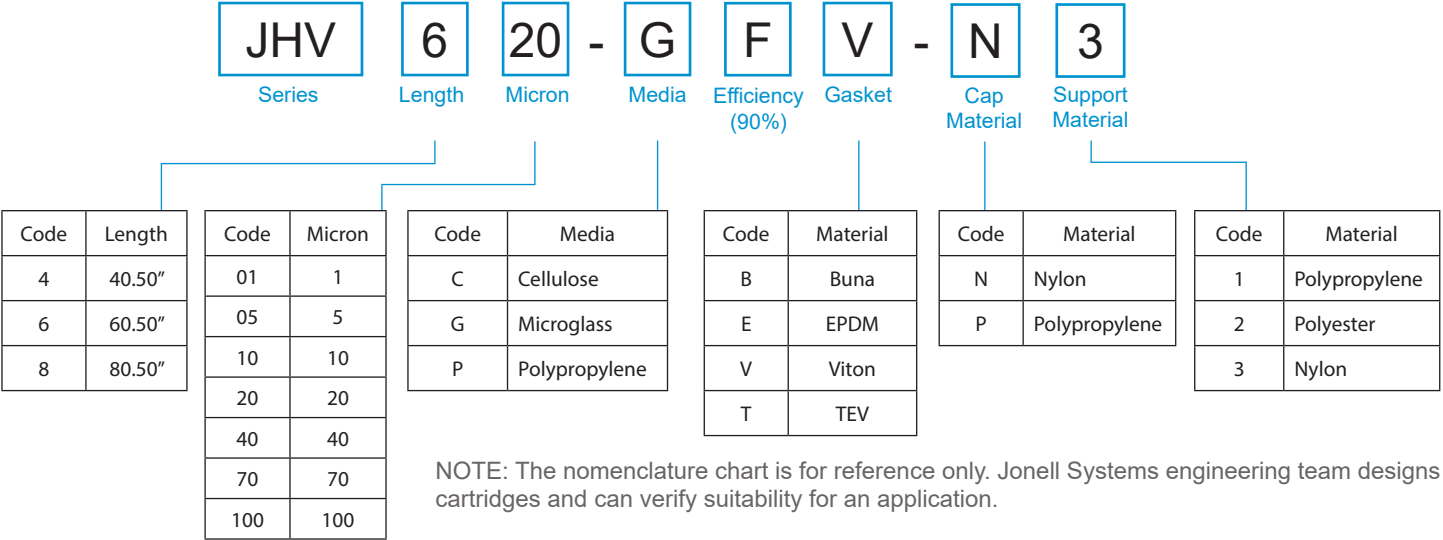 JHV 6 20 - G F V - N 3
Series Length Micron Media Efficiency Gasket Cap Support
(90%) Material Material
Code Length
4 40.50”
6 60.50”
8 80.50”
Code Micron
01 1
05 5
10 10
20 20
40 40
70 70
100 100
Code Media
C Cellulose
G Microglass
P Polypropylene
Code Material
B Buna
E EPDM
V Viton
T TEV
Code Material
N Nylon
P Polypropylene
Code Material
1 Polypropylene
2 Polyester
3 Nylon
NOTE: The nomenclature chart is for reference only. Jonell Systems engineering team designs
cartridges and can verify suitability for an application.